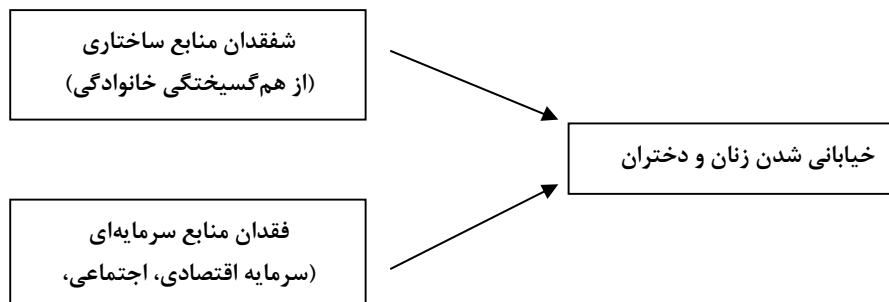 شفقدان منابع ساختاری
(از هم‌گسیختگی خانوادگی)
خیابانی شدن زنان و دختران
فقدان منابع سرمایه‌ای
(سرمایه اقتصادی، اجتماعی،